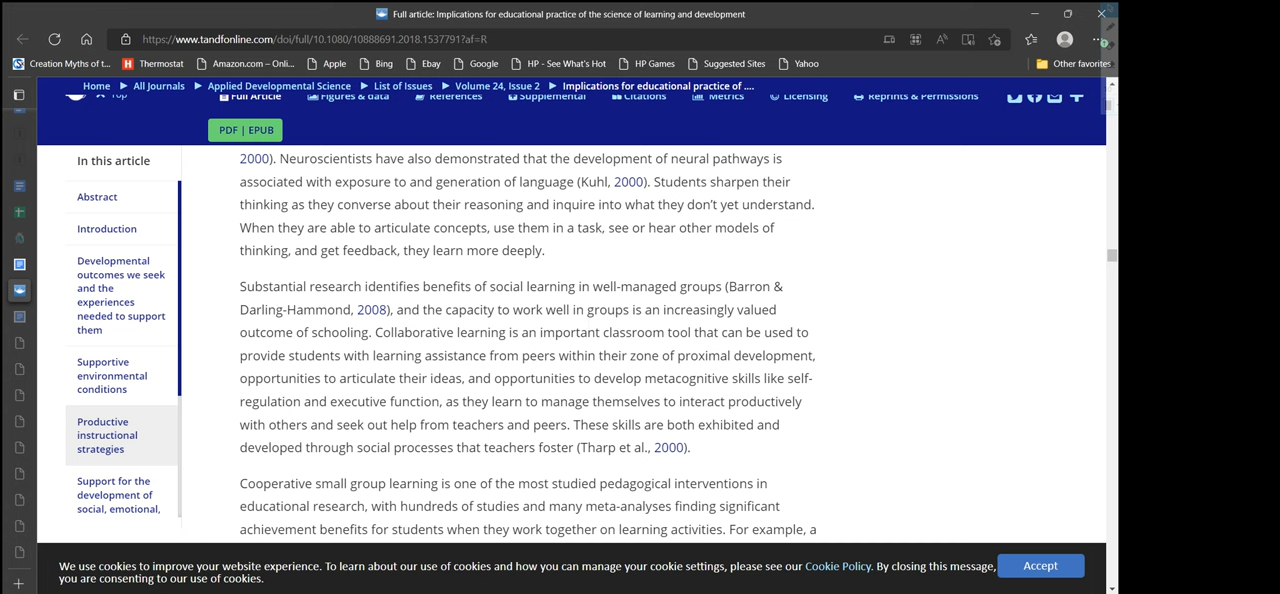 Full article: Implications for educational practice of the science of learning and development
https://www.tandfonline.com/doi/full/10.1080/10888691.2018.1537791?af=R
Creation Myths of t... Thermostat Amazon.com – Onli... Apple Bing Ebay Google HP - See What's Hot HP Games Suggested Sites Yahoo Other favorites
Home All Journals Applied Developmental Science List of Issues Volume 24, Issue 2 Implications for educational practice of ....
Top Full Article Figures & data References Supplemental Citations Metrics Licensing Reprints & Permissions
PDF | EPUB
In this article
Abstract
Introduction
Developmental
outcomes we seek
and the
experiences
needed to support
them
Supportive
environmental
conditions
Productive
instructional
strategies
Support for the
development of
social, emotional,
2000). Neuroscientists have also demonstrated that the development of neural pathways is
associated with exposure to and generation of language (Kuhl, 2000). Students sharpen their
thinking as they converse about their reasoning and inquire into what they don't yet understand.
When they are able to articulate concepts, use them in a task, see or hear other models of
thinking, and get feedback, they learn more deeply.
Substantial research identifies benefits of social learning in well-managed groups (Barron &
Darling-Hammond, 2008), and the capacity to work well in groups is an increasingly valued
outcome of schooling. Collaborative learning is an important classroom tool that can be used to
provide students with learning assistance from peers within their zone of proximal development,
opportunities to articulate their ideas, and opportunities to develop metacognitive skills like self-
regulation and executive function, as they learn to manage themselves to interact productively
with others and seek out help from teachers and peers. These skills are both exhibited and
developed through social processes that teachers foster (Tharp et al., 2000).
Cooperative small group learning is one of the most studied pedagogical interventions in
educational research, with hundreds of studies and many meta-analyses finding significant
achievement benefits for students when they work together on learning activities. For example, a
We use cookies to improve your website experience. To learn about our use of cookies and how you can manage your cookie settings, please see our Cookie Policy. By closing this message,
you are consenting to our use of cookies.
Accept